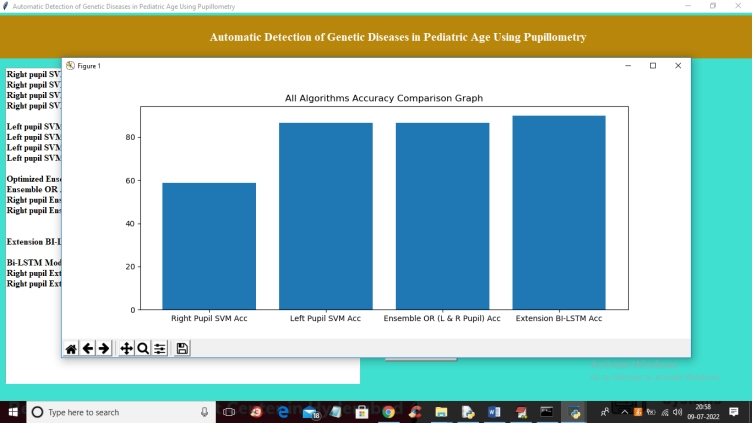 Automatic Detection of Genetic Diseases in Pediatric Age Using Pupillometry
Automatic Detection of Genetic Diseases in Pediatric Age Using Pupillometry
Figure 1
Right pupil SV
Right pupil SV
Right pupil SV
Right pupil SV
Left pupil SVM
Left pupil SVM
Left pupil SVM
Left pupil SVM
Optimized Ens
Ensemble OR
Right pupil En
Right pupil En
Extension BI-L
Bi-LSTM Mod
Right pupil Ext
Right pupil Ext
All Algorithms Accuracy Comparison Graph
80
60
40
20
0
Right Pupil SVM Acc
Left Pupil SVM Acc
Ensemble OR (L & R Pupil) Acc
Extension BI-LSTM Acc
Type here to search
18
20:58
09-07-2022